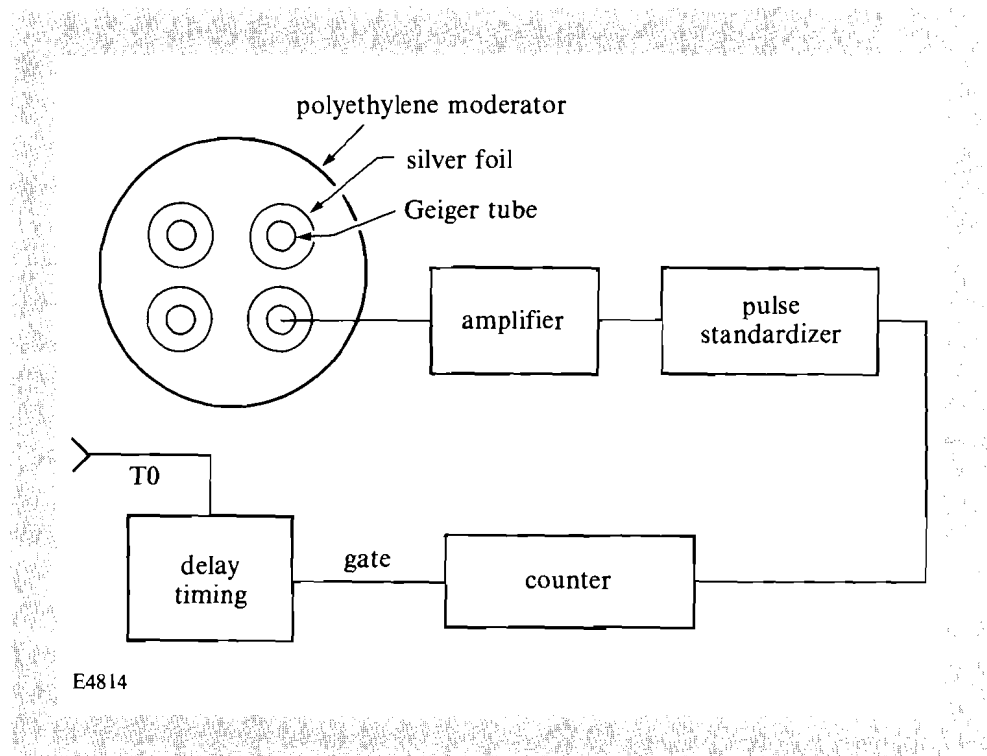 polyethylene moderator
silver foil
Geiger tube
amplifier
pulse
standardizer
T0
delay
timing
gate
counter
E4814